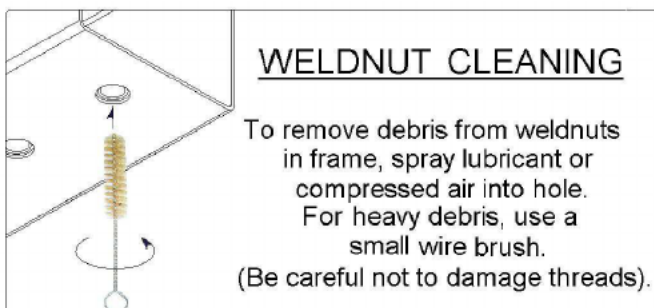 WELDNUT CLEANING
To remove debris from weldnuts
in frame, spray lubricant or
compressed air into hole.
For heavy debris, use a
small wire brush.
(Be careful not to damage threads).